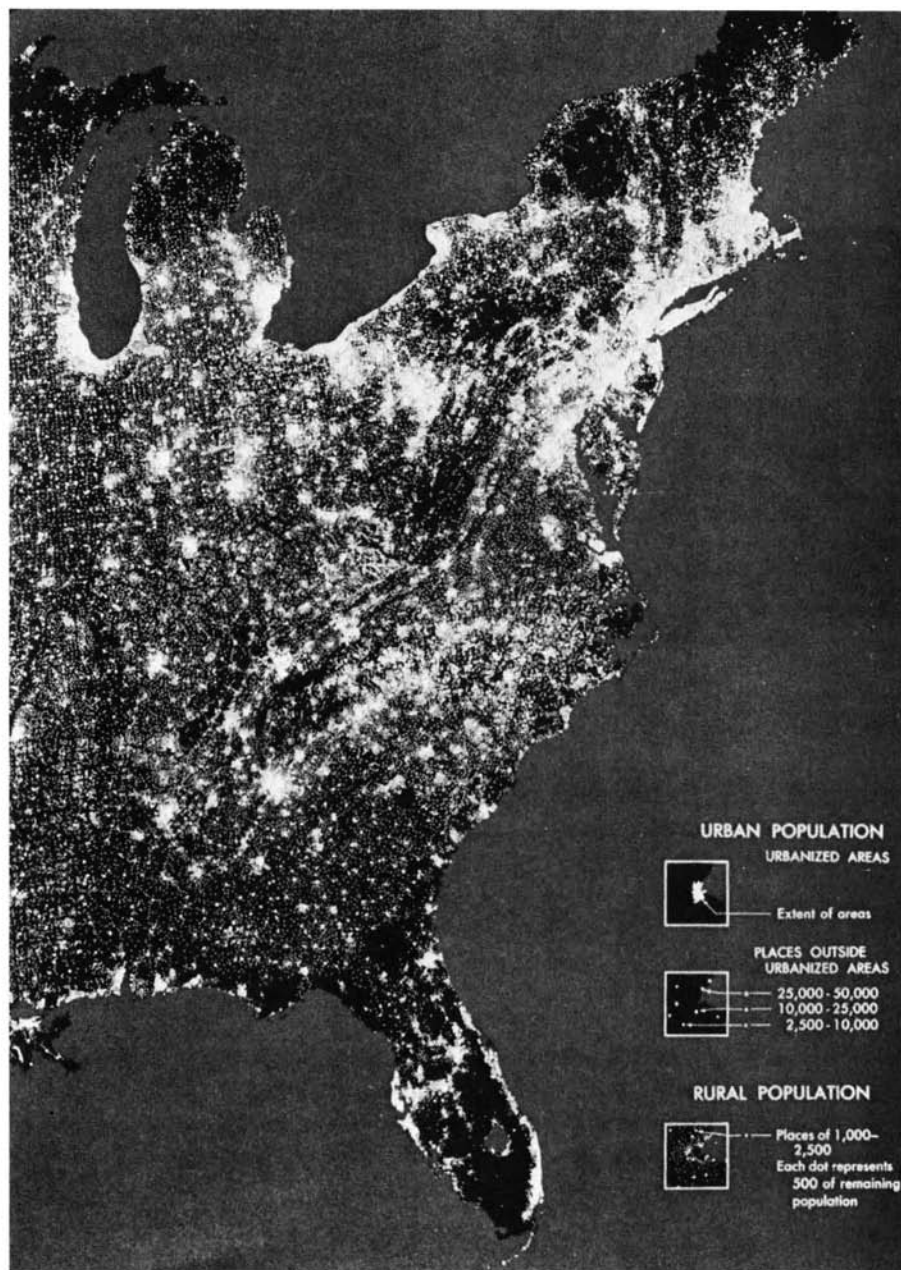 URBAN POPULATION
URBANIZED AREAS
Extent of areas
PLACES OUTSIDE
URBANIZED AREAS
25,000-50,000
10,000-25,000
2,500-10,000
RURAL POPULATION
Places of 1,000–
2,500
Each dot represents
500 of remaining
population